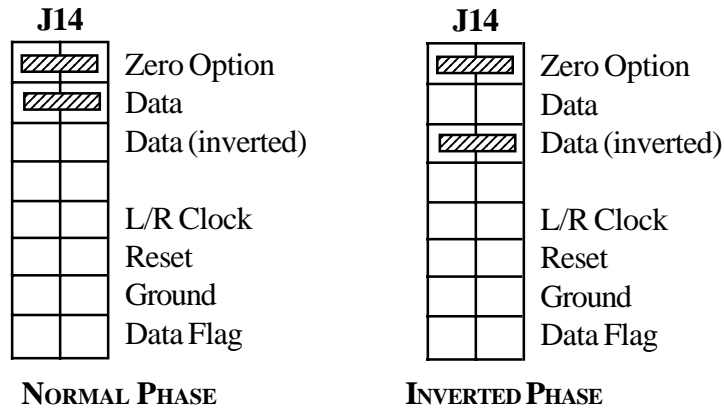 J14
Zero Option
Data
Data (inverted)
L/R Clock
Reset
Ground
Data Flag
NORMAL PHASE
J14
Zero Option
Data
Data (inverted)
L/R Clock
Reset
Ground
Data Flag
INVERTED PHASE